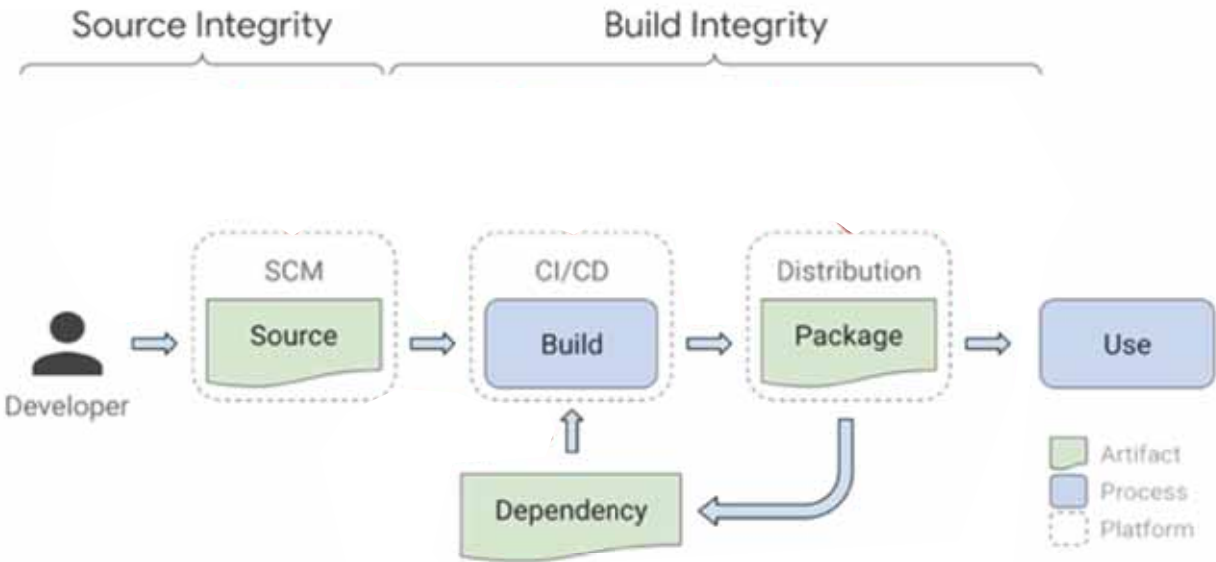 Source Integrity
Build Integrity
SCM
CI/CD
Distribution
Source
Build
Package
Use
Developer
Dependency
Artifact
Process
Platform